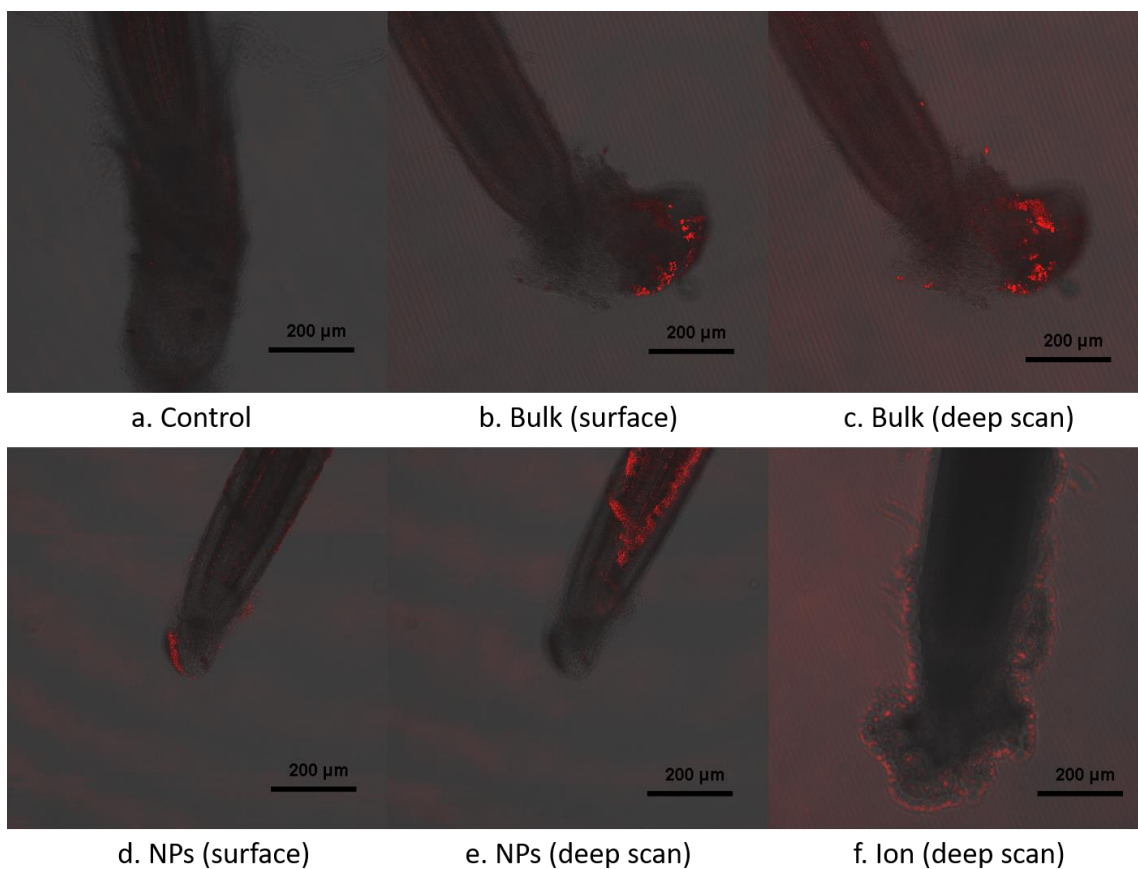 200 µm
200 µm
200 µm
a. Control
b. Bulk (surface)
c. Bulk (deep scan)
200 µm
200 µm
200 µm
d. NPs (surface)
e. NPs (deep scan)
f. Ion (deep scan)